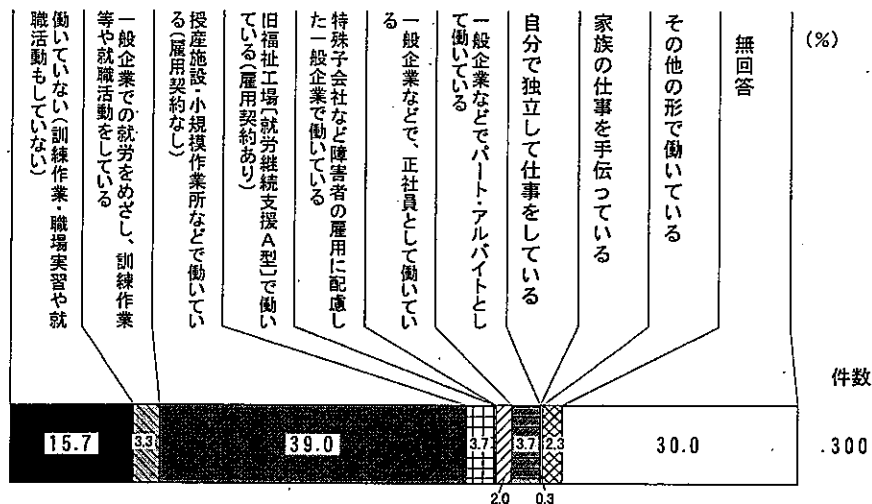 (%)
無回答
その他の形で働いている
家族の仕事を手伝っている
自分で独立して仕事をしている
一般企業などでパート・アルバイトとし
て働いている
一般企業などで、正社員として働いてい
る
特殊子会社など障害者の雇用に配慮し
た一般企業で働いている
旧福祉工場〔就労継続支援A型〕で働い
ている(雇用契約あり)
授産施設・小規模作業所などで働いてい
る(雇用契約なし)
一般企業での就労をめざし、訓練作業
等や就職活動をしている
働いていない(訓練作業・職場実習や就
職活動もしていない)
件数
15.7
3.3
39.0
3.7
3.7
2.3
30.0
300
2.0
0.3